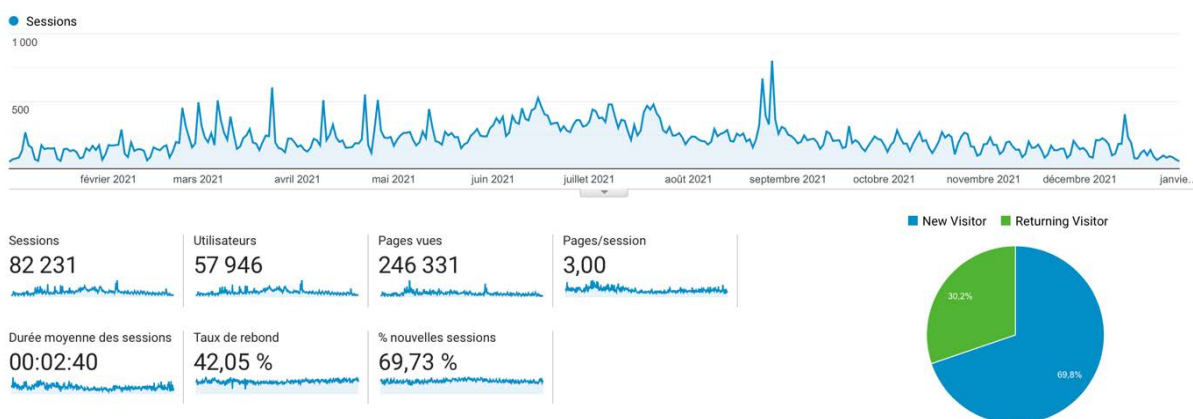 Sessions
1 000
500
février 2021 mars 2021 avril 2021 mai 2021 juin 2021 juillet 2021 août 2021 septembre 2021 octobre 2021 novembre 2021 décembre 2021 janvie...
New Visitor Returning Visitor
Sessions Utilisateurs Pages vues Pages/session
82 231 57 946 246 331 3,00
30,2%
Durée moyenne des sessions Taux de rebond % nouvelles sessions
00:02:40 42,05 % 69,73 %
69,8%